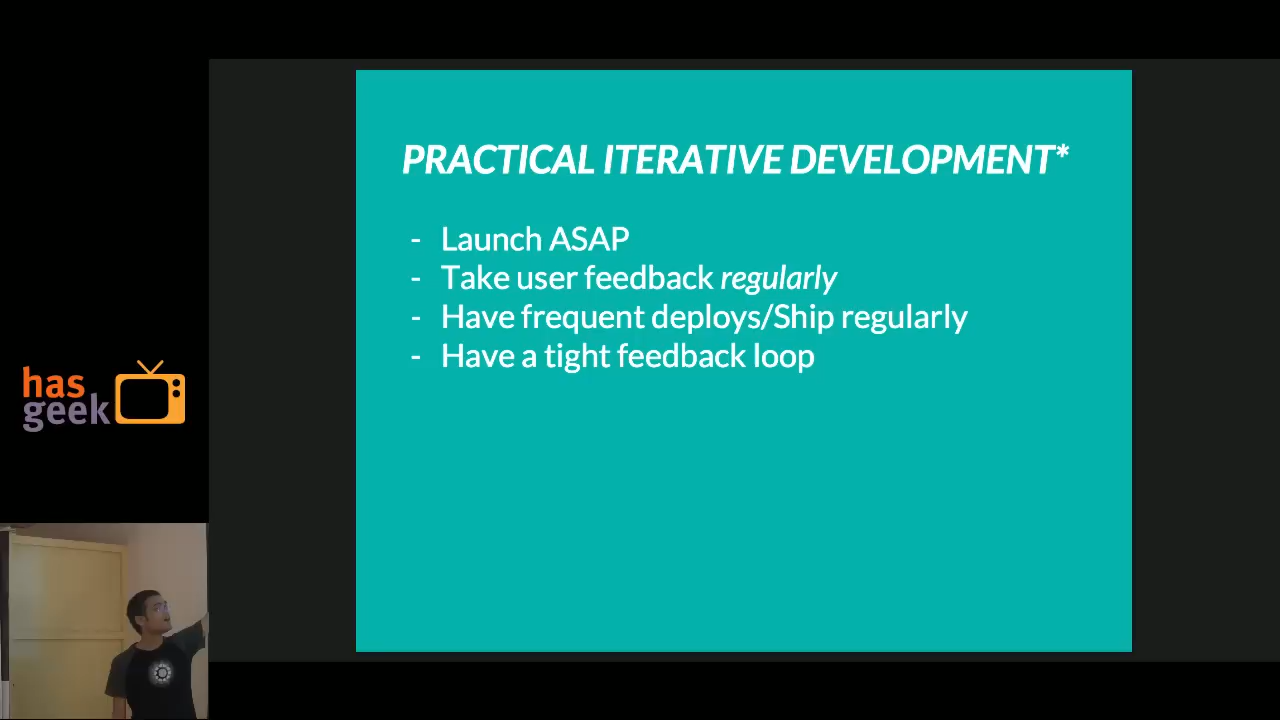 PRACTICAL ITERATIVE DEVELOPMENT*
- Launch ASAP
- Take user feedback regularly
- Have frequent deploys/Ship regularly
- Have a tight feedback loop
has
geek